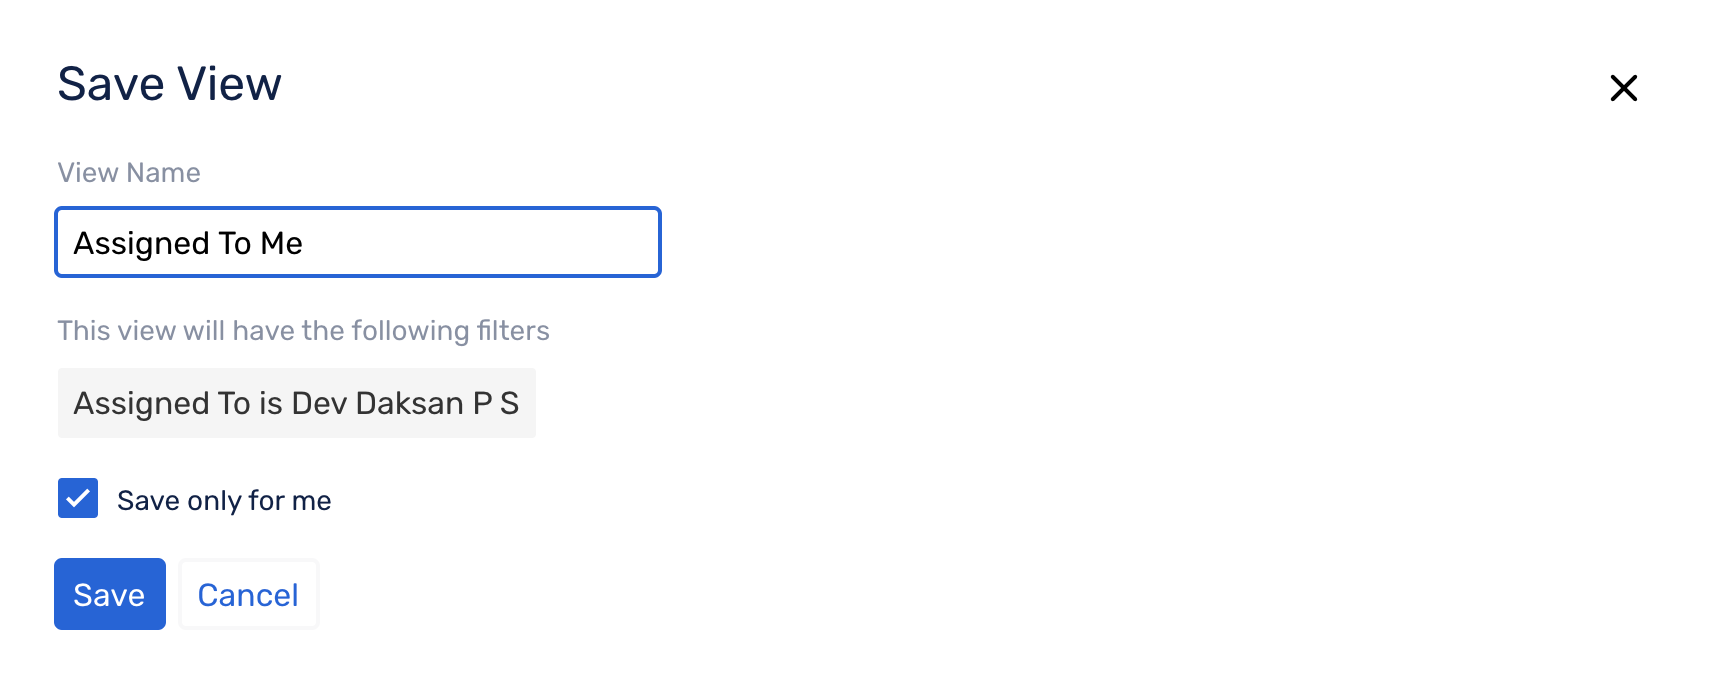 Save View
View Name
Assigned To Me
This view will have the following filters
Assigned To is Dev Daksan P S
Save only for me
Save
Cancel